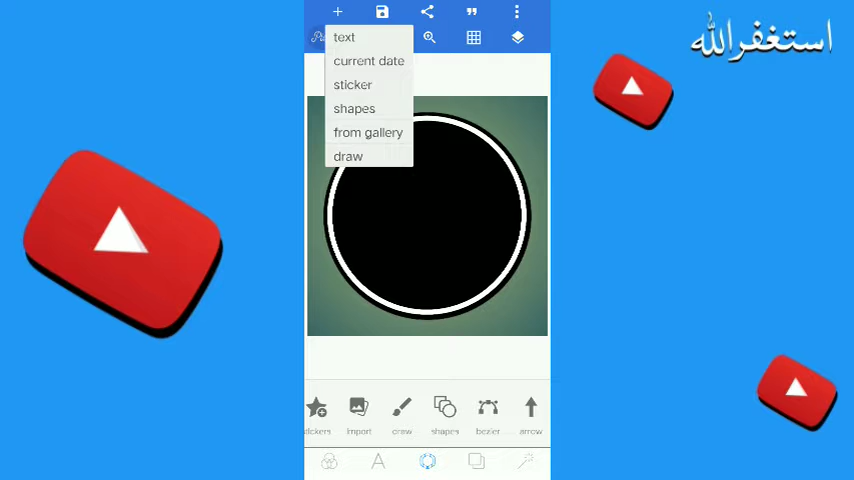 استغفرالله
text
current date
sticker
shapes
from gallery
draw
stickers
import
draw
shapes
bezier
arrow